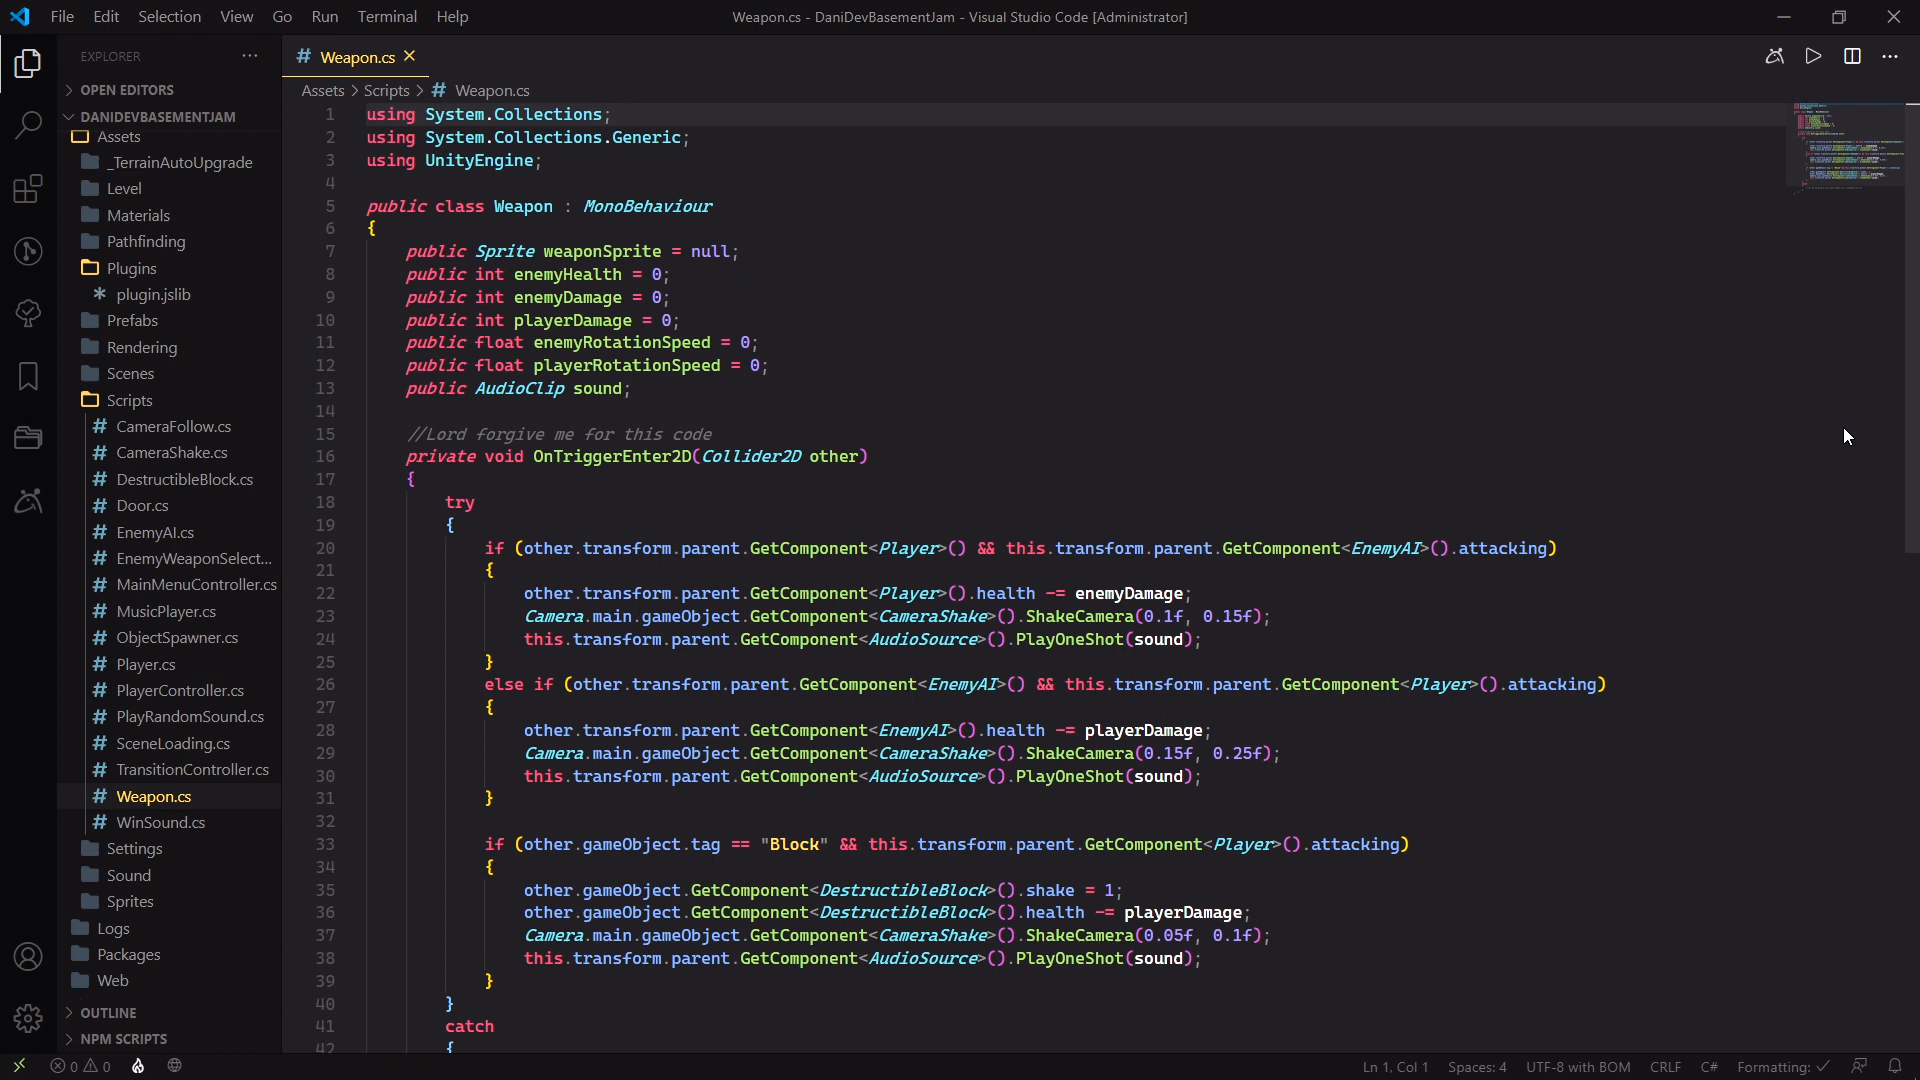 File Edit Selection View Go Run Terminal Help
Weapon.cs - DaniDevBasementJam - Visual Studio Code [Administrator]
EXPLORER
OPEN EDITORS
DANIDEVBASEMENTJAM
Assets
_TerrainAutoUpgrade
Level
Materials
Pathfinding
Plugins
plugin.jslib
Prefabs
Rendering
Scenes
Scripts
# CameraFollow.cs
# CameraShake.cs
# DestructibleBlock.cs
# Door.cs
# EnemyAI.cs
# EnemyWeaponSelect...
# MainMenuController.cs
# MusicPlayer.cs
# ObjectSpawner.cs
# Player.cs
# PlayerController.cs
# PlayRandomSound.cs
# SceneLoading.cs
# TransitionController.cs
# Weapon.cs
# WinSound.cs
Settings
Sound
Sprites
Logs
Packages
Web
OUTLINE
NPM SCRIPTS
# Weapon.cs
Assets > Scripts > # Weapon.cs
1 using System.Collections;
2 using System.Collections.Generic;
3 using UnityEngine;
4
5 public class Weapon : MonoBehaviour
6 {
7 public Sprite weaponSprite = null;
8 public int enemyHealth = 0;
9 public int enemyDamage = 0;
10 public int playerDamage = 0;
11 public float enemyRotationSpeed = 0;
12 public float playerRotationSpeed = 0;
13 public AudioClip sound;
14
15 //Lord forgive me for this code
16 private void OnTriggerEnter2D(Collider2D other)
17 {
18 try
19 {
20 if (other.transform.parent.GetComponent<Player>() && this.transform.parent.GetComponent<EnemyAI>().attacking)
21 {
22 other.transform.parent.GetComponent<Player>().health -= enemyDamage;
23 Camera.main.gameObject.GetComponent<CameraShake>().ShakeCamera(0.1f, 0.15f);
24 this.transform.parent.GetComponent<AudioSource>().PlayOneShot(sound);
25 }
26 else if (other.transform.parent.GetComponent<EnemyAI>() && this.transform.parent.GetComponent<Player>().attacking)
27 {
28 other.transform.parent.GetComponent<EnemyAI>().health -= playerDamage;
29 Camera.main.gameObject.GetComponent<CameraShake>().ShakeCamera(0.15f, 0.25f);
30 this.transform.parent.GetComponent<AudioSource>().PlayOneShot(sound);
31 }
32
33 if (other.gameObject.tag == "Block" && this.transform.parent.GetComponent<Player>().attacking)
34 {
35 other.gameObject.GetComponent<DestructibleBlock>().shake = 1;
36 other.gameObject.GetComponent<DestructibleBlock>().health -= playerDamage;
37 Camera.main.gameObject.GetComponent<CameraShake>().ShakeCamera(0.05f, 0.1f);
38 this.transform.parent.GetComponent<AudioSource>().PlayOneShot(sound);
39 }
40 }
41 catch
42 {
0 0
Ln 1, Col 1 Spaces: 4 UTF-8 with BOM CRLF C# Formatting: ✓